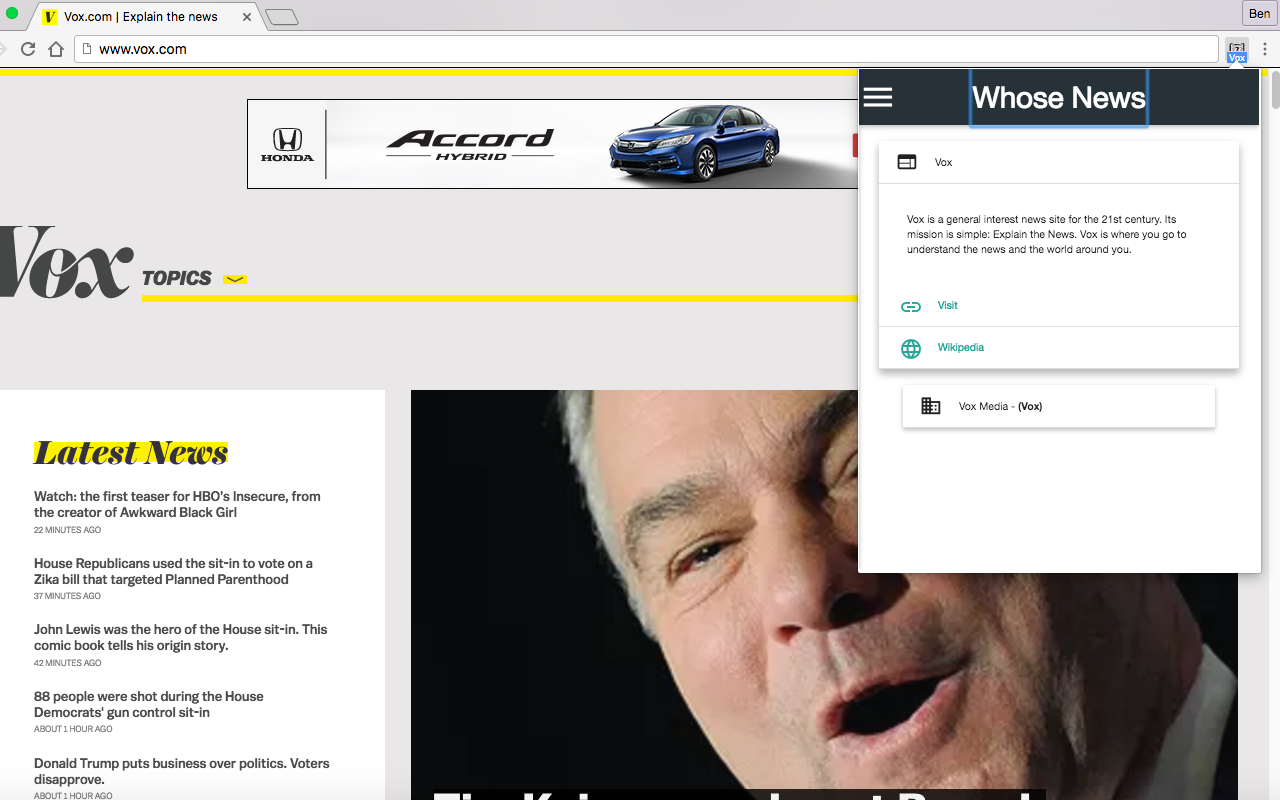 Vox.com | Explain the news
Ben
www.vox.com
Vox
HONDA
Accord
HYBRID
Whose News
Vox
Vox is a general interest news site for the 21st century. Its
mission is simple: Explain the News. Vox is where you go to
understand the news and the world around you.
Visit
Wikipedia
Vox Media - (Vox)
Vox
TOPICS
Latest News
Watch: the first teaser for HBO's Insecure, from
the creator of Awkward Black Girl
22 MINUTES AGO
House Republicans used the sit-in to vote on a
Zika bill that targeted Planned Parenthood
37 MINUTES AGO
John Lewis was the hero of the House sit-in. This
comic book tells his origin story.
42 MINUTES AGO
88 people were shot during the House
Democrats' gun control sit-in
ABOUT 1 HOUR AGO
Donald Trump puts business over politics. Voters
disapprove.
ABOUT 1 HOUR AGO